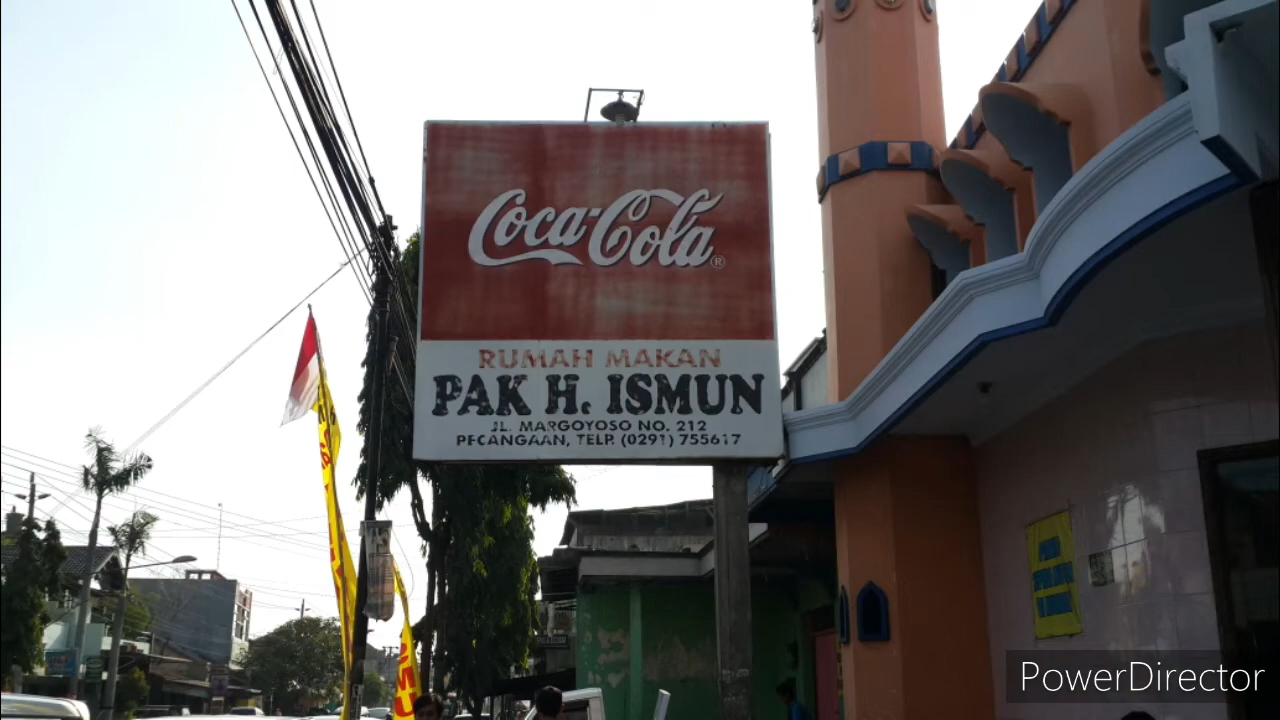 Coca-Cola ®
RUMAH MAKAN
PAK H. ISMUN
JL. MARGOYOSO NO. 212
PECANGAAN, TELP. (0291) 755617
PowerDirector